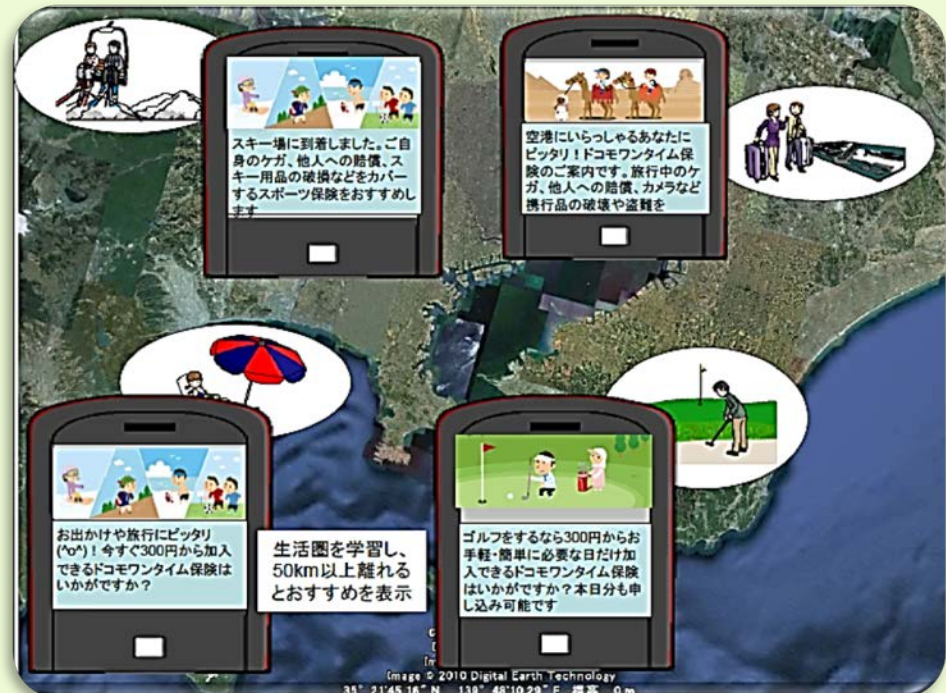 スキー場に到着しました。ご自
身のケガ、他人への賠償、ス
キー用品の破損などをカバー
するスポーツ保険をおすすめし
ます
空港にいらっしゃるあなたに
ピッタリ！ドコモワンタイム保
険のご案内です。旅行中のケ
ガ、他人への賠償、カメラなど
携行品の破壊や盗難を
お出かけや旅行にピッタリ
(^o^)！今すぐ300円から加入
できるドコモワンタイム保険は
いかがですか？
生活圏を学習し、
50km以上離れる
とおすすめを表示
ゴルフをするなら300円からお
手軽・簡単に必要な日だけ加
入できるドコモワンタイム保険
はいかがですか？本日分も申
し込み可能です
Image © 2010 Digital Earth Technology
35° 21'45.16" N 139° 48'10.29" E 標高 0 m